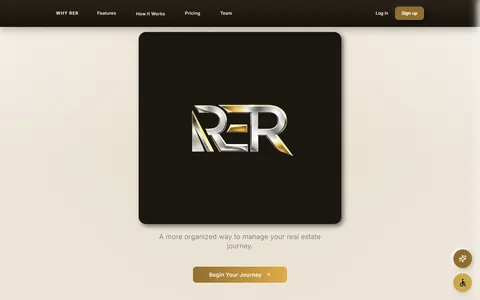 WHY RER
Features
How It Works
Pricing
Team
Log in
Sign up
RER
A more organized way to manage your real estate
journey.
Begin Your Journey